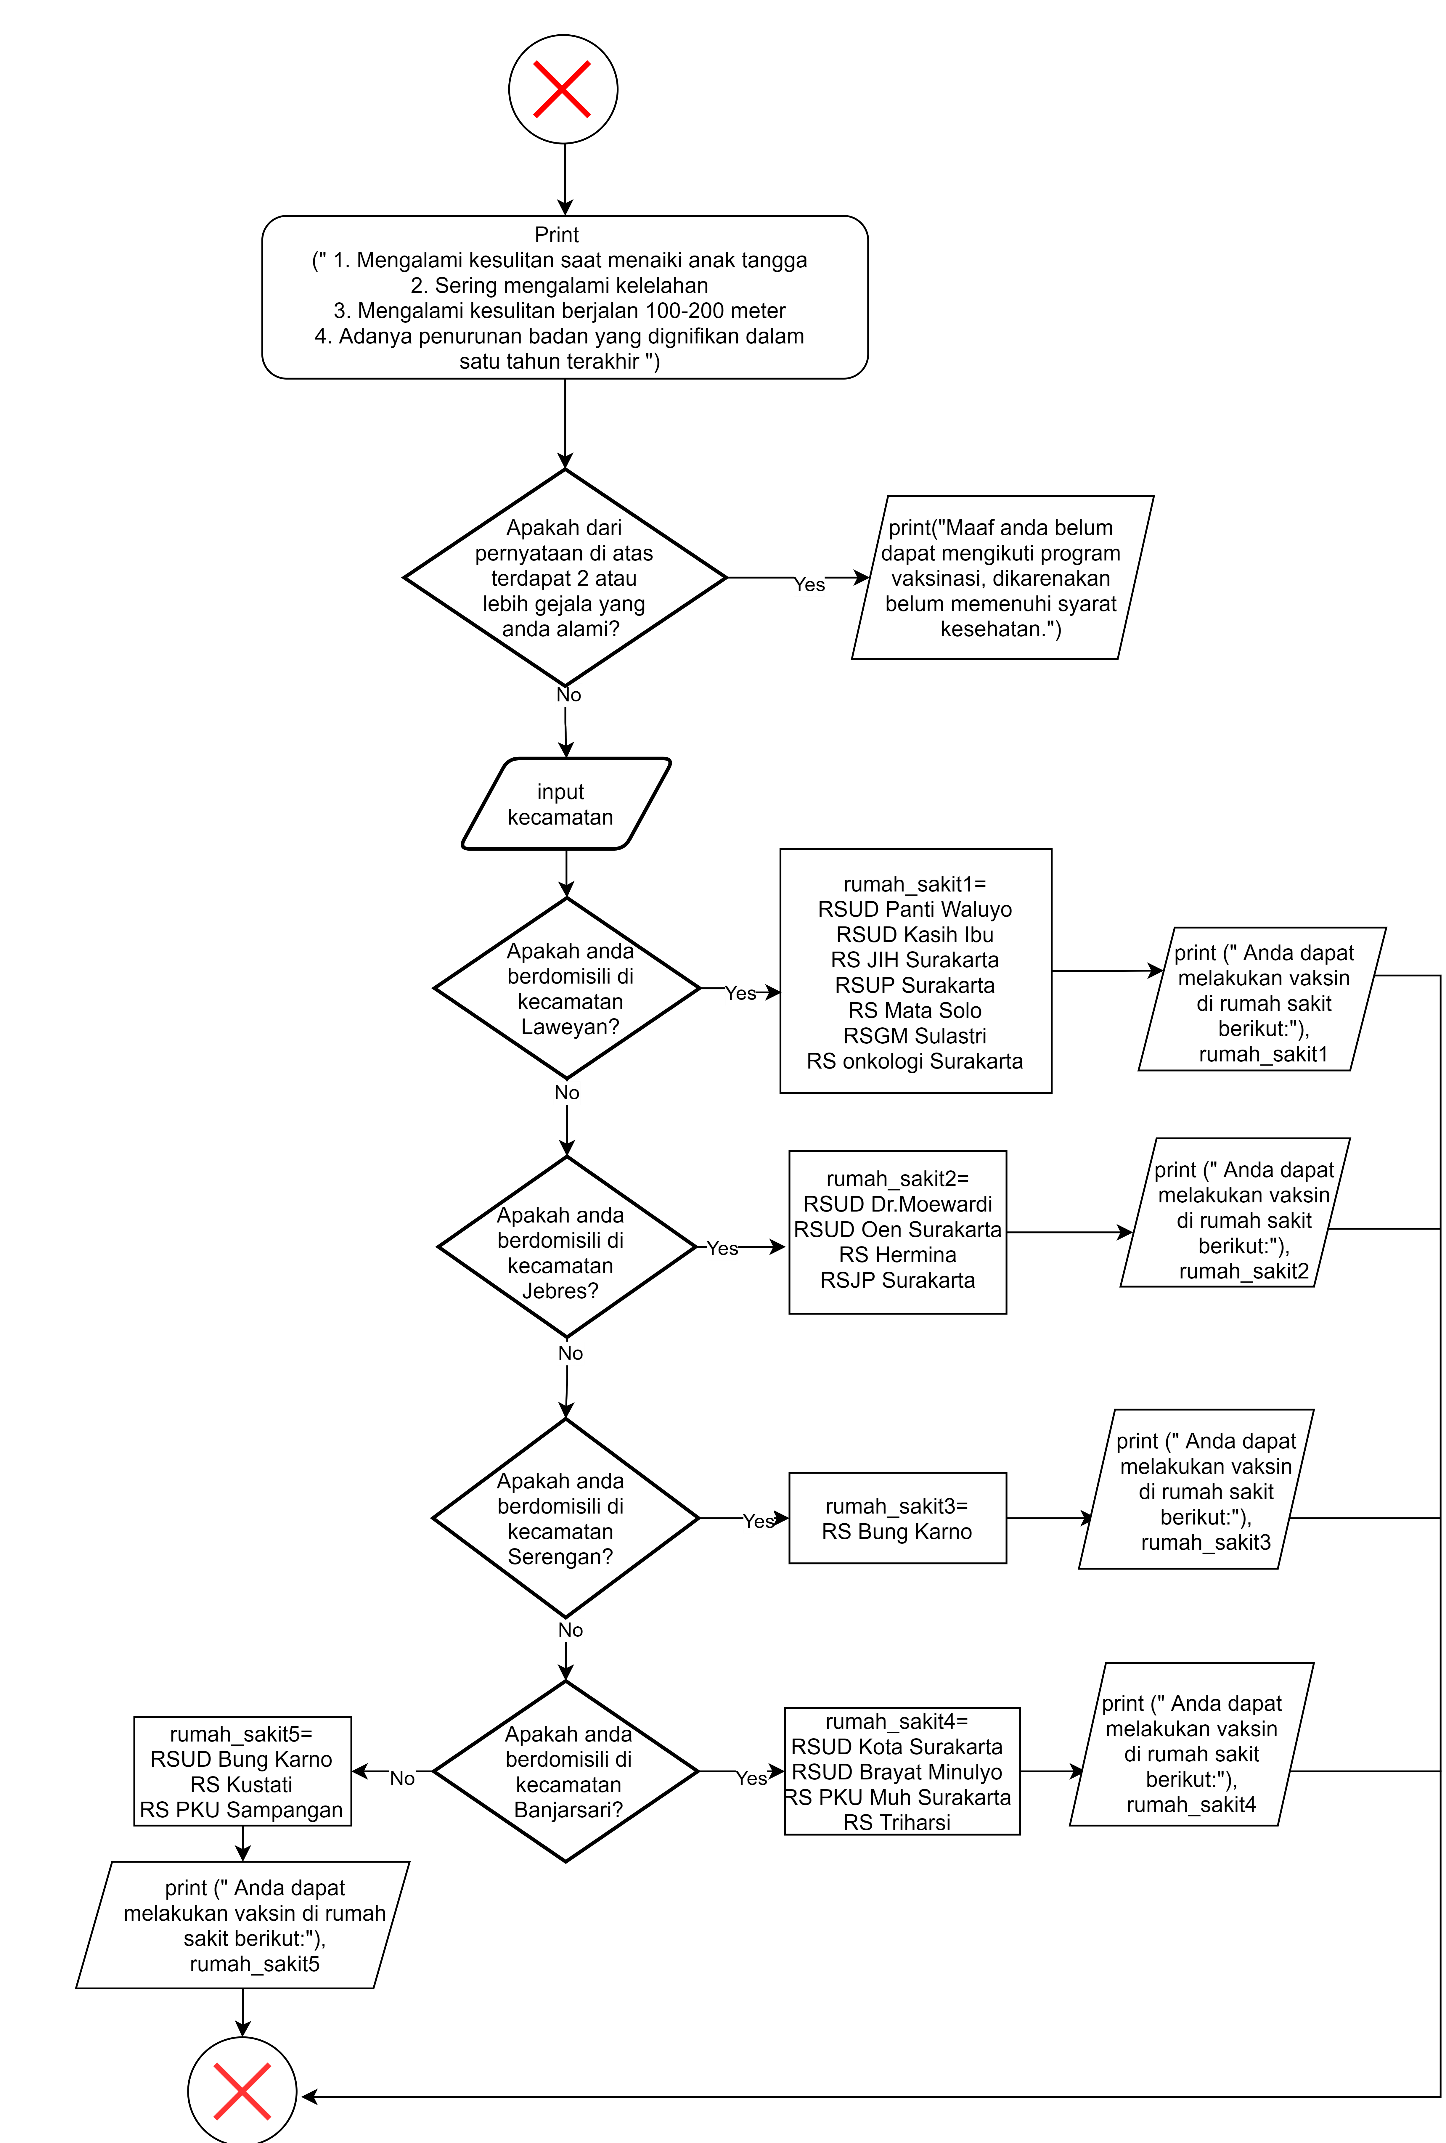 Print
(" 1. Mengalami kesulitan saat menaiki anak tangga
2. Sering mengalami kelelahan
3. Mengalami kesulitan berjalan 100-200 meter
4. Adanya penurunan badan yang dignifikan dalam
satu tahun terakhir ")
Apakah dari
pernyataan di atas
terdapat 2 atau
lebih gejala yang
anda alami?
Yes
print("Maaf anda belum
dapat mengikuti program
vaksinasi, dikarenakan
belum memenuhi syarat
kesehatan.")
No
input
kecamatan
Apakah anda
berdomisili di
kecamatan
Laweyan?
Yes
rumah_sakit1=
RSUD Panti Waluyo
RSUD Kasih Ibu
RS JIH Surakarta
RSUP Surakarta
RS Mata Solo
RSGM Sulastri
RS onkologi Surakarta
print (" Anda dapat
melakukan vaksin
di rumah sakit
berikut:"),
rumah_sakit1
No
Apakah anda
berdomisili di
kecamatan
Jebres?
Yes
rumah_sakit2=
RSUD Dr.Moewardi
RSUD Oen Surakarta
RS Hermina
RSJP Surakarta
print (" Anda dapat
melakukan vaksin
di rumah sakit
berikut:"),
rumah_sakit2
No
Apakah anda
berdomisili di
kecamatan
Serengan?
Yes
rumah_sakit3=
RS Bung Karno
print (" Anda dapat
melakukan vaksin
di rumah sakit
berikut:"),
rumah_sakit3
No
Apakah anda
berdomisili di
kecamatan
Banjarsari?
Yes
rumah_sakit4=
RSUD Kota Surakarta
RSUD Brayat Minulyo
RS PKU Muh Surakarta
RS Triharsi
print (" Anda dapat
melakukan vaksin
di rumah sakit
berikut:"),
rumah_sakit4
No
rumah_sakit5=
RSUD Bung Karno
RS Kustati
RS PKU Sampangan
print (" Anda dapat
melakukan vaksin di rumah
sakit berikut:"),
rumah_sakit5